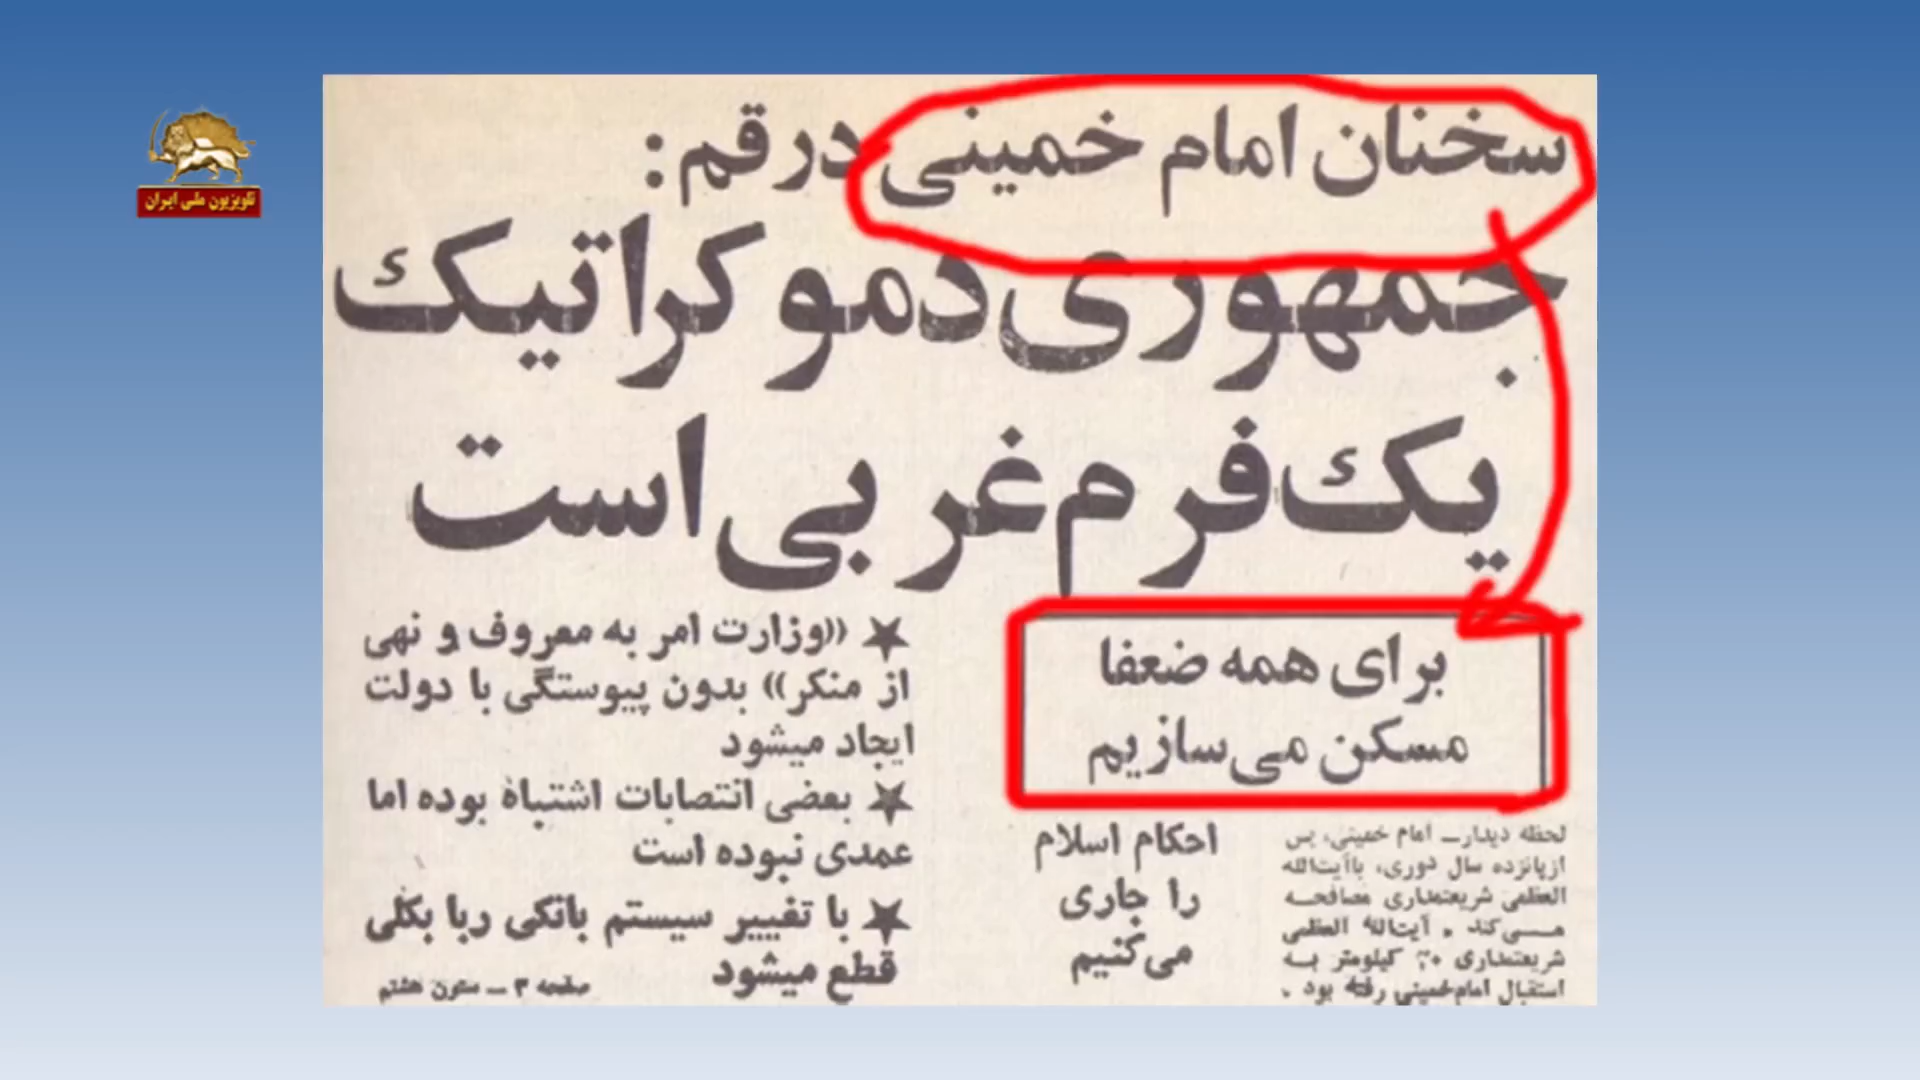 تلویزیون ملی ایران
سخنان امام خمینی در قم :
جمهوری دموکراتیک
یک فرم غربی است
برای همه ضعفا
مسکن می‌سازیم
احکام اسلام
را جاری
می‌کنیم
لحظه دیدار_ امام خمینی، پس
از پانزده سال دوری، با آیت‌الله
العظمی شریعتمداری مصافحه
می‌کند . آیت‌الله العظمی
شریعتمداری ۲۰ کیلومتر به
استقبال امام خمینی رفته بود .
★ «وزارت امر به معروف و نهی
از منکر» بدون پیوستگی با دولت
ایجاد میشود
★ بعضی انتصابات اشتباه بوده اما
عمدی نبوده است
★ با تغییر سیستم بانکی ربا بکلی
قطع میشود
صفحه ۳ _ ستون هشتم